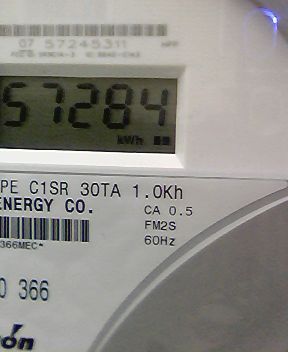 07 57245311
57284
kWh
PE C1SR 30TA 1.0Kh
ENERGY CO.
CA 0.5
FM2S
60Hz
366MEC*
0 366
rón